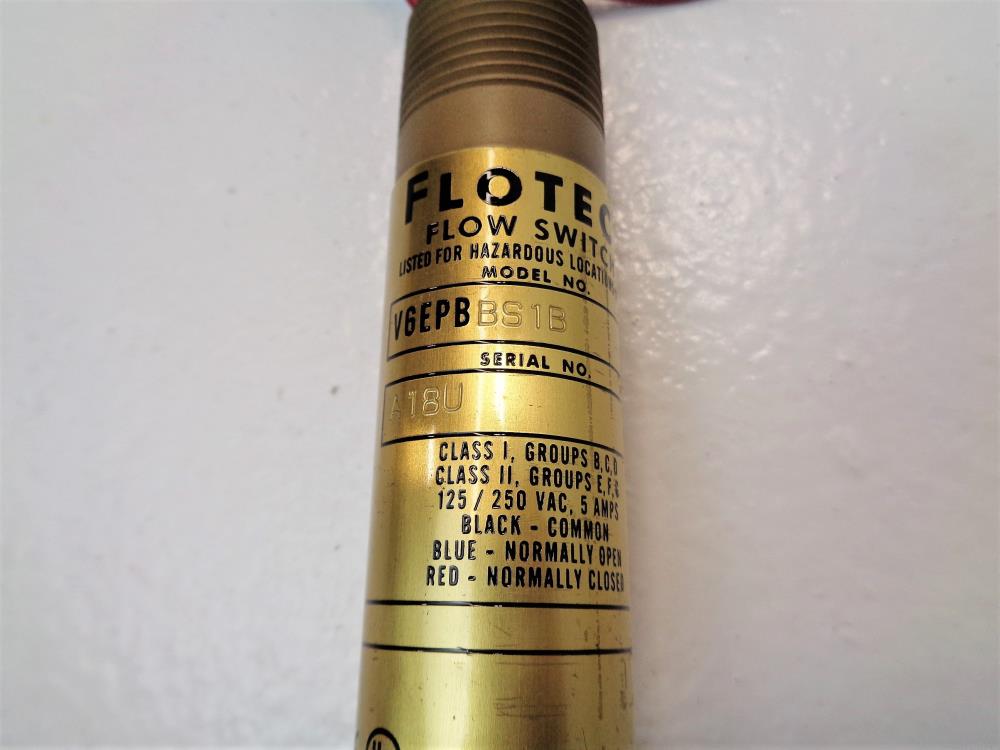 FLOTEC
FLOW SWITCH
LISTED FOR HAZARDOUS LOCATIONS
MODEL NO.
V6EPB BS1B
SERIAL NO.
A18U
CLASS I, GROUPS B,C,D
CLASS II, GROUPS E,F,G
125 / 250 VAC, 5 AMPS
BLACK - COMMON
BLUE - NORMALLY OPEN
RED - NORMALLY CLOSED